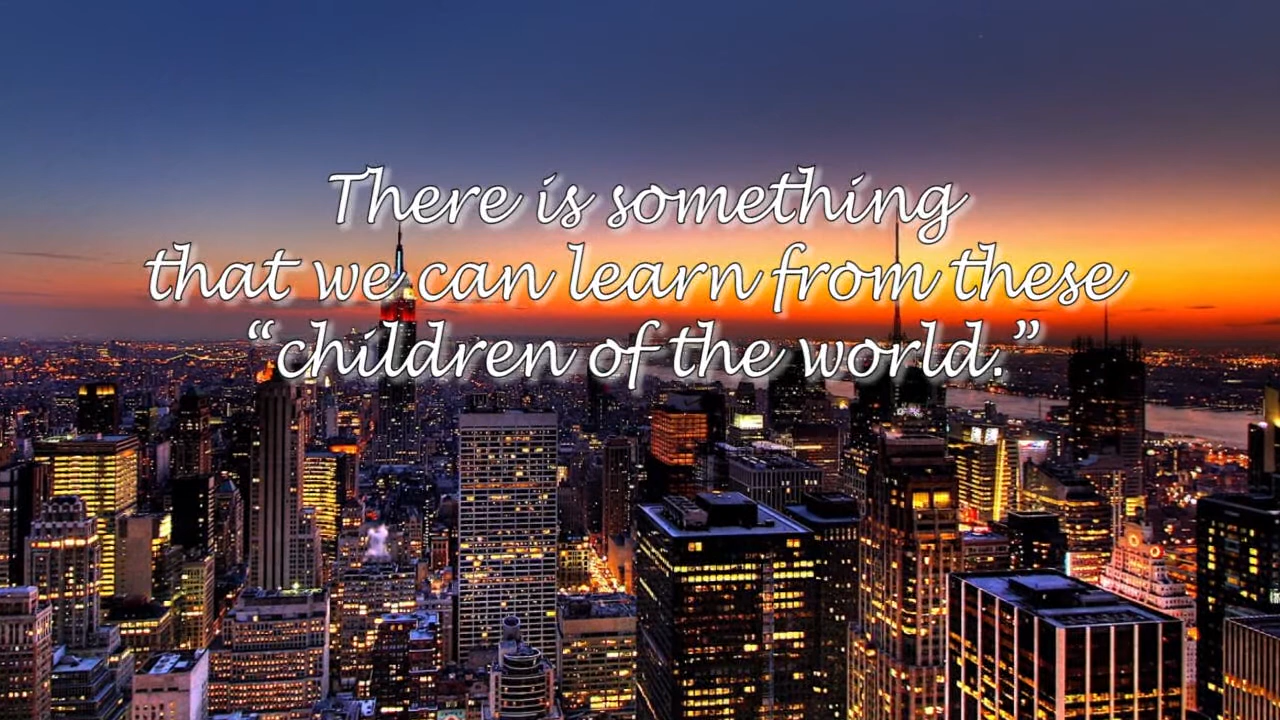 There is something
that we can learn from these
“children of the world.”